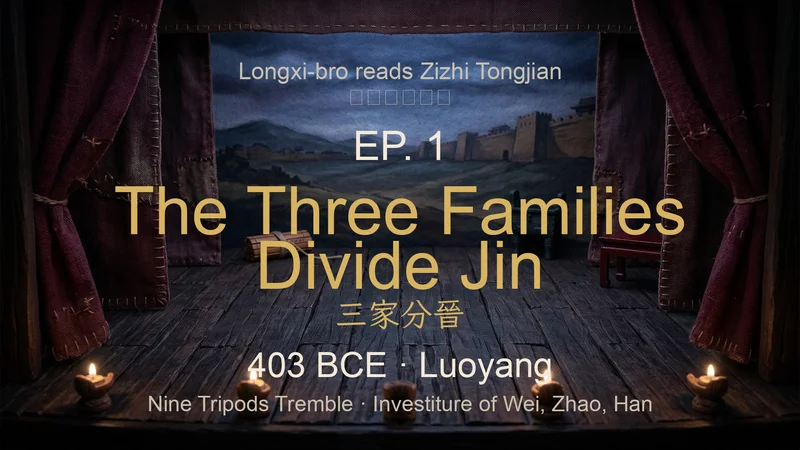 Longxi-bro reads Zizhi Tongjian
EP. 1
The Three Families
Divide Jin
三家分晉
403 BCE · Luoyang
Nine Tripods Tremble · Investiture of Wei, Zhao, Han